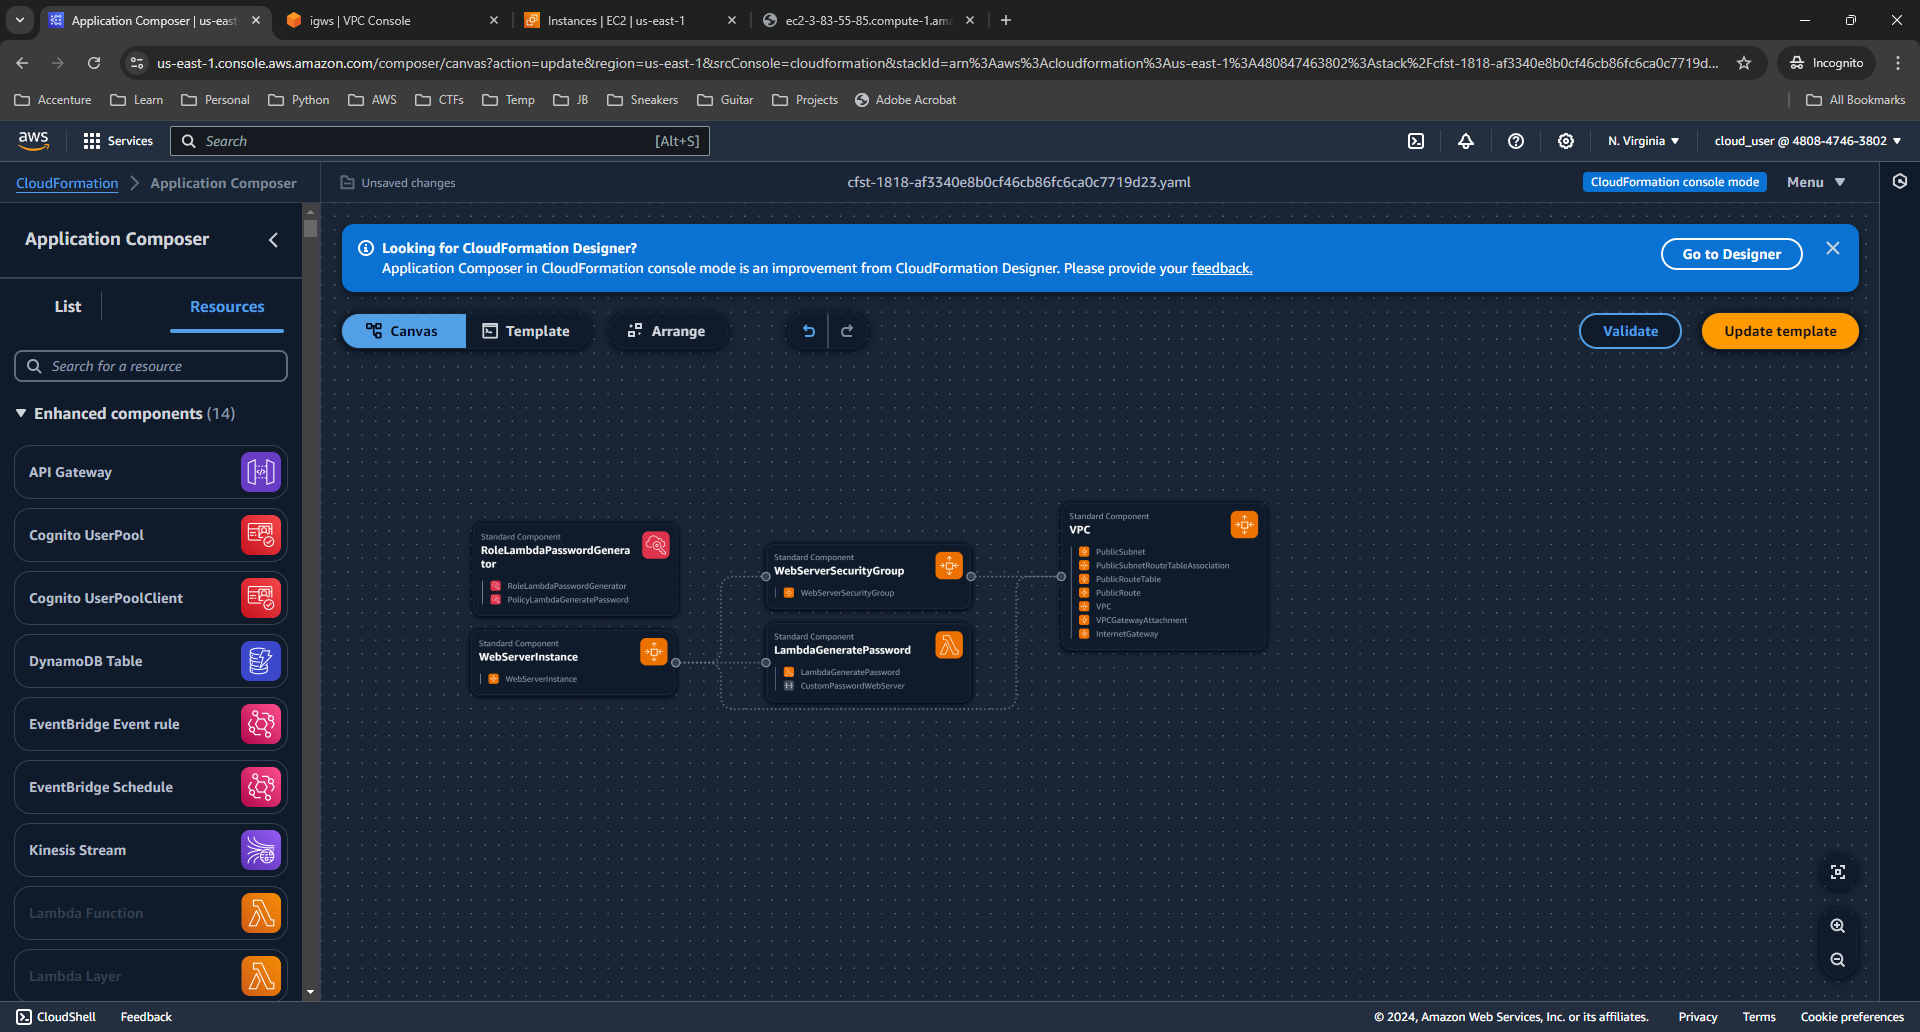 Application Composer | us-east
igws | VPC Console
Instances | EC2 | us-east-1
ec2-3-83-55-85.compute-1.ama
us-east-1.console.aws.amazon.com/composer/canvas?action=update&region=us-east-1&srcConsole=cloudformation&stackId=arn%3Aaws%3Acloudformation%3Aus-east-1%3A480847463802%3Astack%2Fcfst-1818-af3340e8b0cf46cb86fc6ca0c7719d...
Incognito
Accenture
Learn
Personal
Python
AWS
CTFs
Temp
JB
Sneakers
Guitar
Projects
Adobe Acrobat
All Bookmarks
aws
Services
Search
[Alt+S]
N. Virginia
cloud_user @ 4808-4746-3802
CloudFormation
Application Composer
Unsaved changes
cfst-1818-af3340e8b0cf46cb86fc6ca0c7719d23.yaml
CloudFormation console mode
Menu
Application Composer
Looking for CloudFormation Designer?
Application Composer in CloudFormation console mode is an improvement from CloudFormation Designer. Please provide your feedback.
Go to Designer
List
Resources
Canvas
Template
Arrange
Validate
Update template
Search for a resource
Enhanced components (14)
API Gateway
Cognito UserPool
Cognito UserPoolClient
DynamoDB Table
EventBridge Event rule
EventBridge Schedule
Kinesis Stream
Lambda Function
Lambda Layer
Standard Component
RoleLambdaPasswordGenera
tor
RoleLambdaPasswordGenerator
PolicyLambdaGeneratePassword
Standard Component
WebServerInstance
WebServerInstance
Standard Component
WebServerSecurityGroup
WebServerSecurityGroup
Standard Component
LambdaGeneratePassword
LambdaGeneratePassword
CustomPasswordWebServer
Standard Component
VPC
PublicSubnet
PublicSubnetRouteTableAssociation
PublicRouteTable
PublicRoute
VPC
VPCGatewayAttachment
InternetGateway
CloudShell
Feedback
© 2024, Amazon Web Services, Inc. or its affiliates.
Privacy
Terms
Cookie preferences